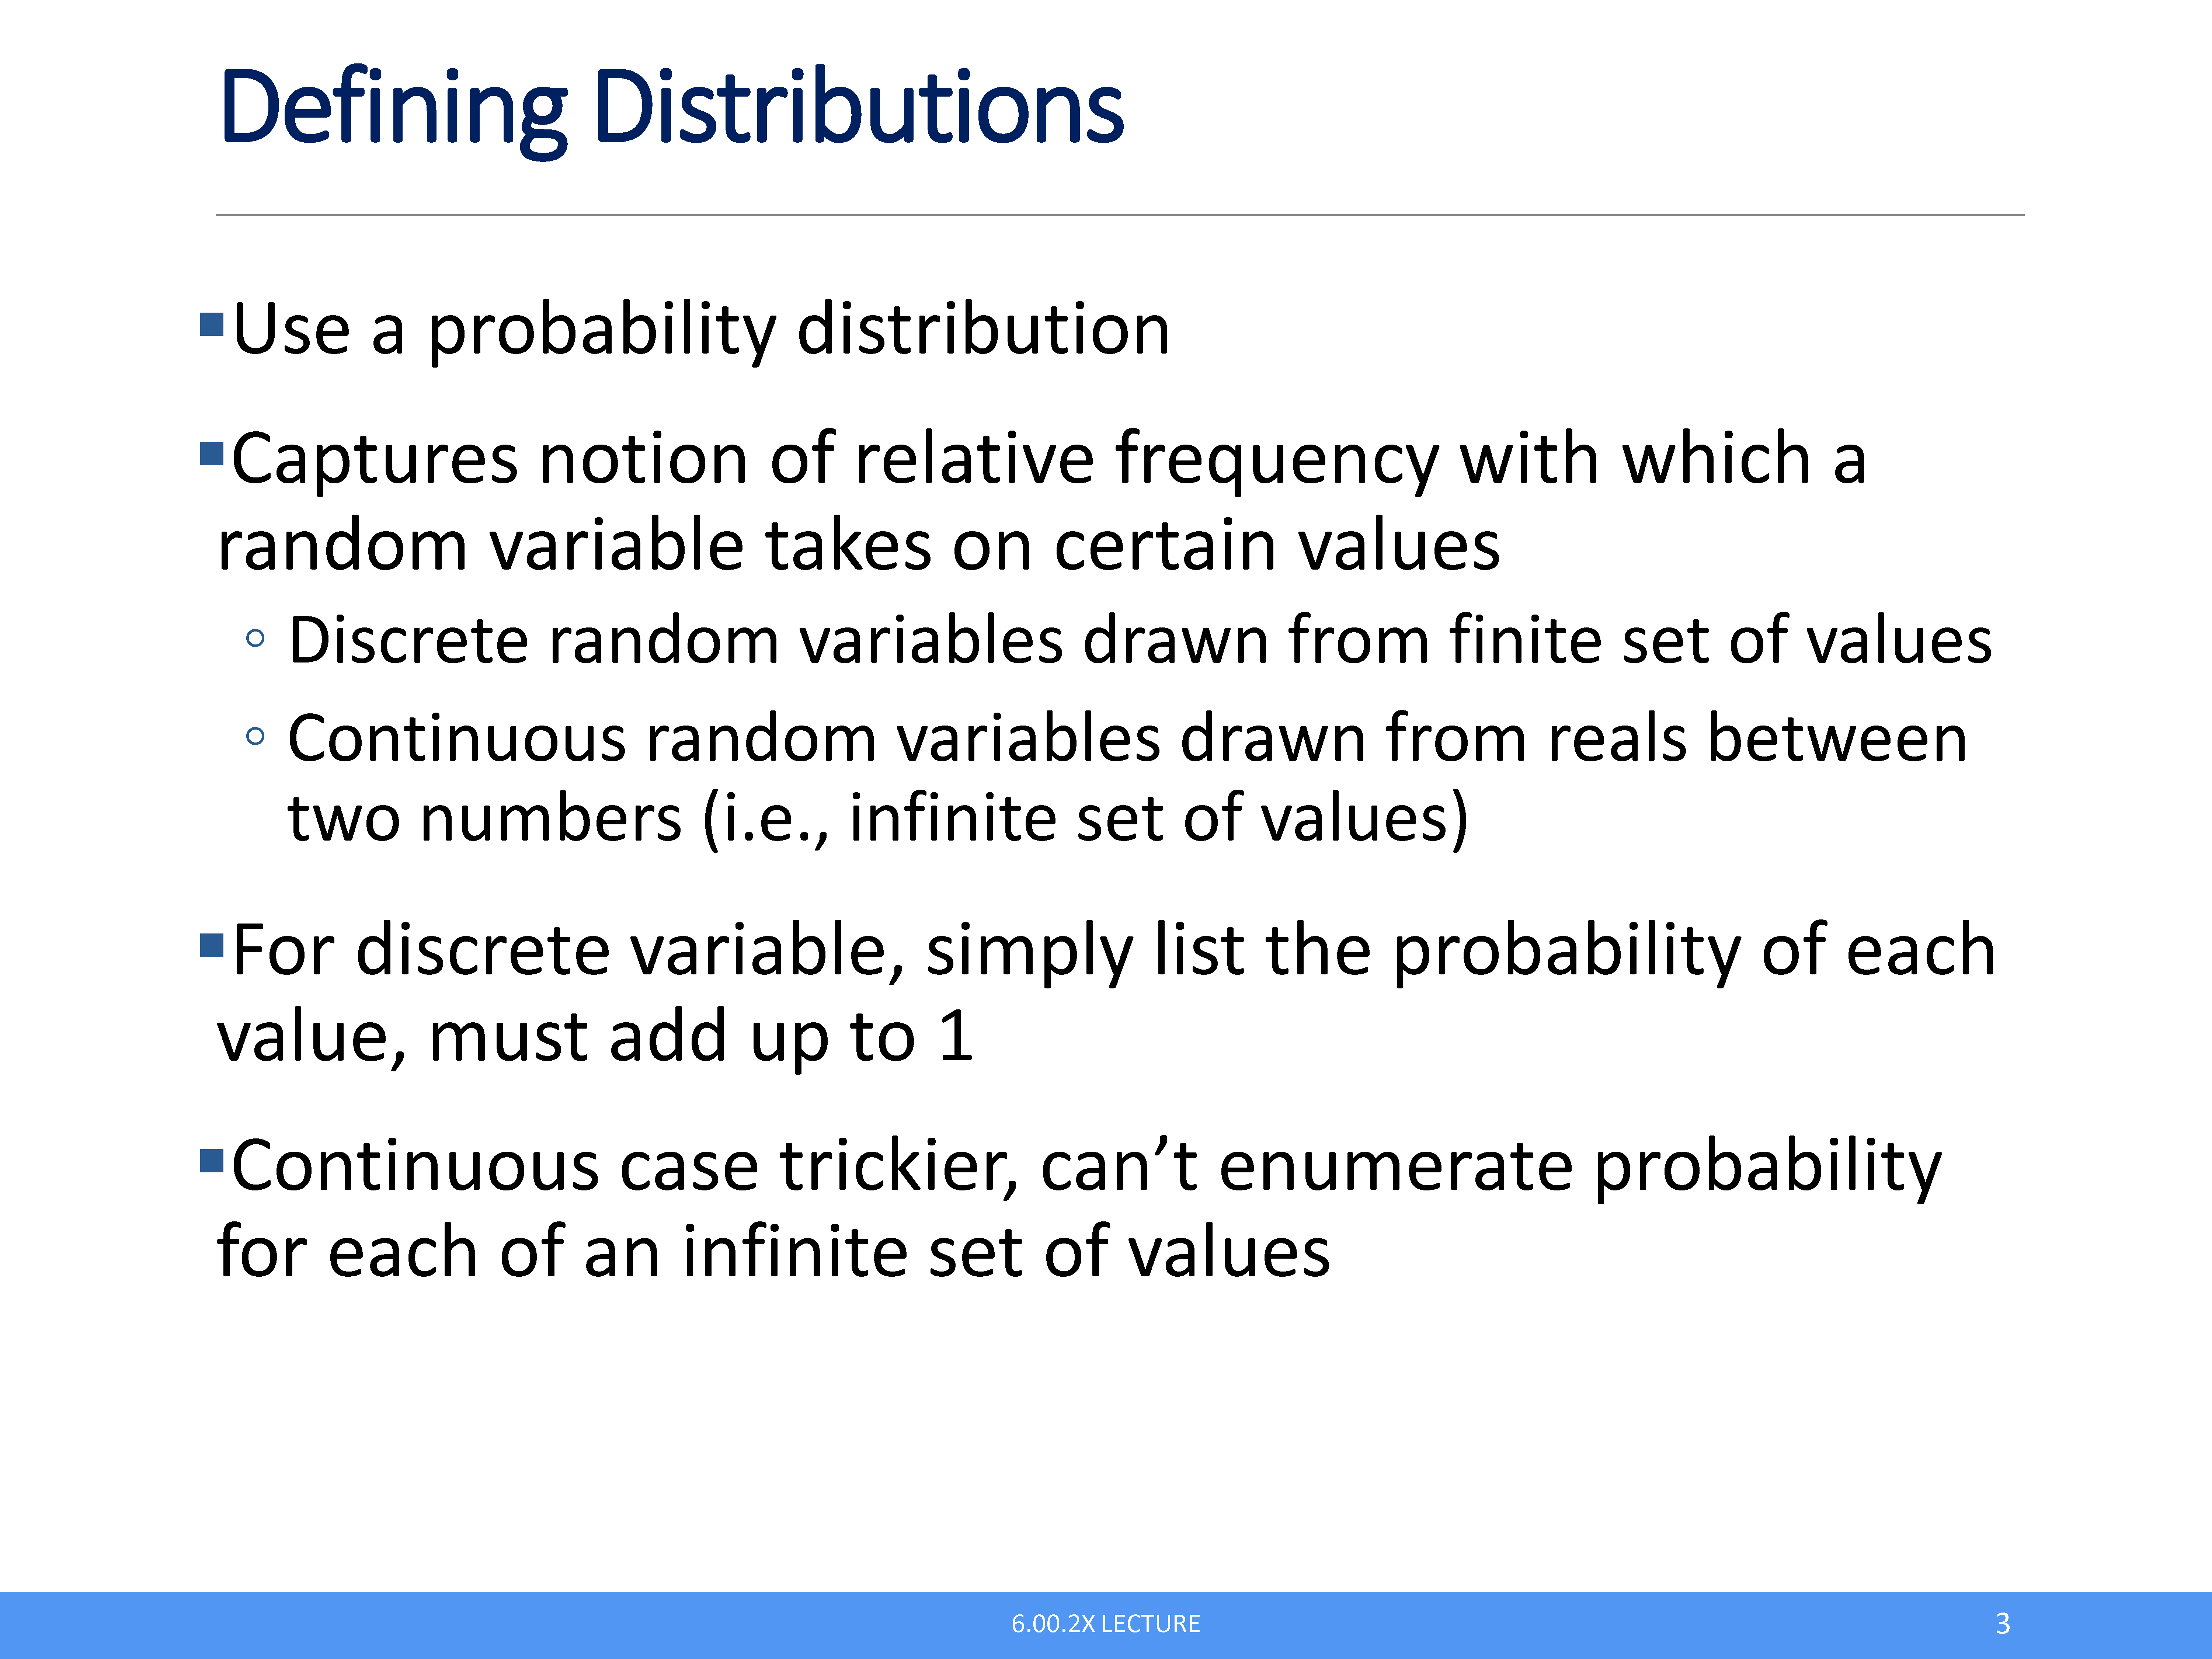 Defining Distributions
▪Use a probability distribution
▪Captures notion of relative frequency with which a
random variable takes on certain values
◦ Discrete random variables drawn from finite set of values
◦ Continuous random variables drawn from reals between
two numbers (i.e., infinite set of values)
▪For discrete variable, simply list the probability of each
value, must add up to 1
▪Continuous case trickier, can’t enumerate probability
for each of an infinite set of values
6.00.2X LECTURE
3